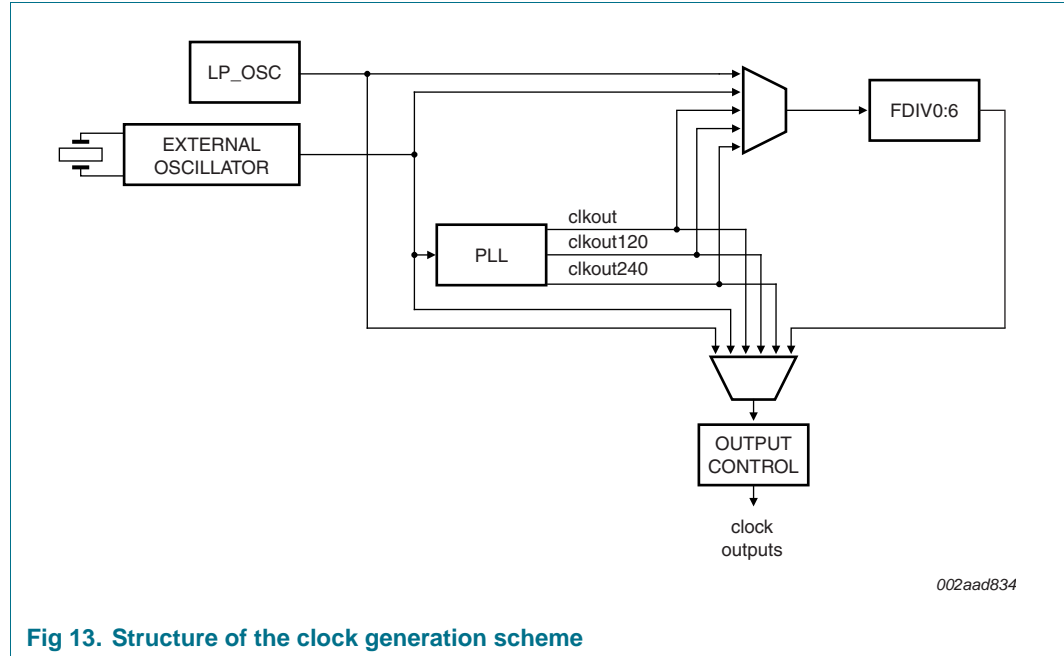 LP_OSC
EXTERNAL
OSCILLATOR
FDIV0:6
clkout
PLL
clkout120
clkout240
OUTPUT
CONTROL
clock
outputs
002aad834
Fig 13. Structure of the clock generation scheme